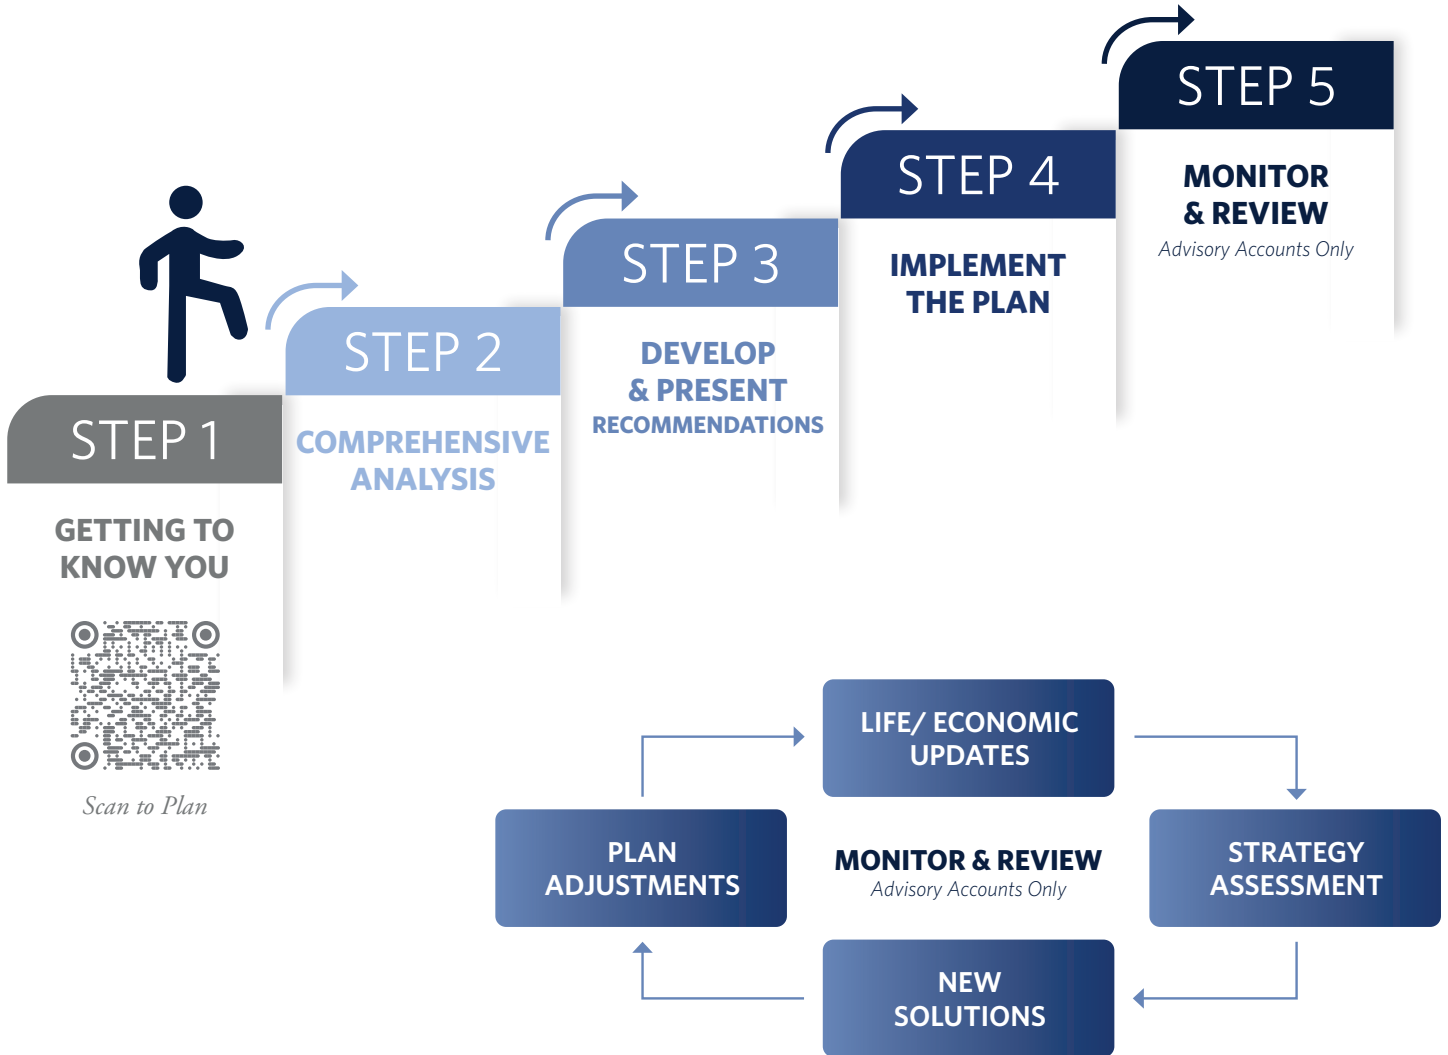 STEP 1
GETTING TO
KNOW YOU
Scan to Plan
STEP 2
COMPREHENSIVE
ANALYSIS
STEP 3
DEVELOP
& PRESENT
RECOMMENDATIONS
STEP 4
IMPLEMENT
THE PLAN
STEP 5
MONITOR
& REVIEW
Advisory Accounts Only
LIFE/ ECONOMIC
UPDATES
PLAN
ADJUSTMENTS
MONITOR & REVIEW
Advisory Accounts Only
STRATEGY
ASSESSMENT
NEW
SOLUTIONS